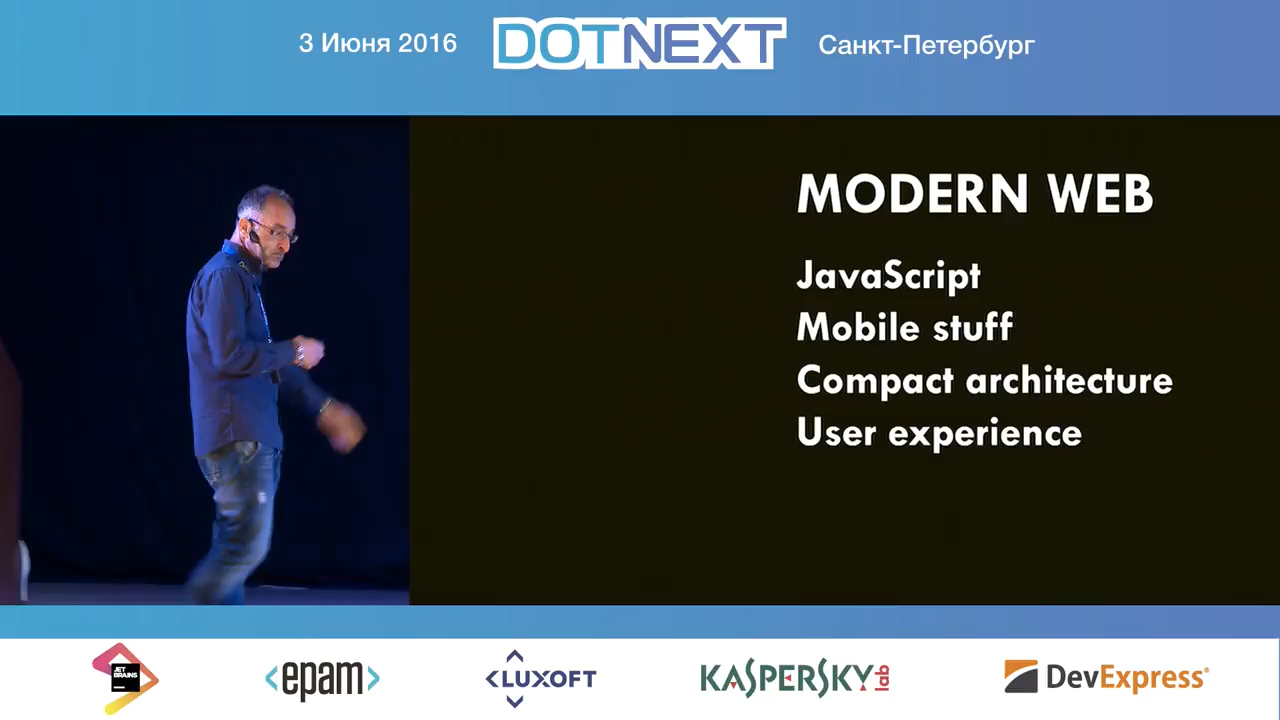 3 Июня 2016
DOTNEXT
Санкт-Петербург
MODERN WEB
JavaScript
Mobile stuff
Compact architecture
User experience
JET
BRAINS
<epam>
LUXOFT
KASPERSKY lab
DevExpress®